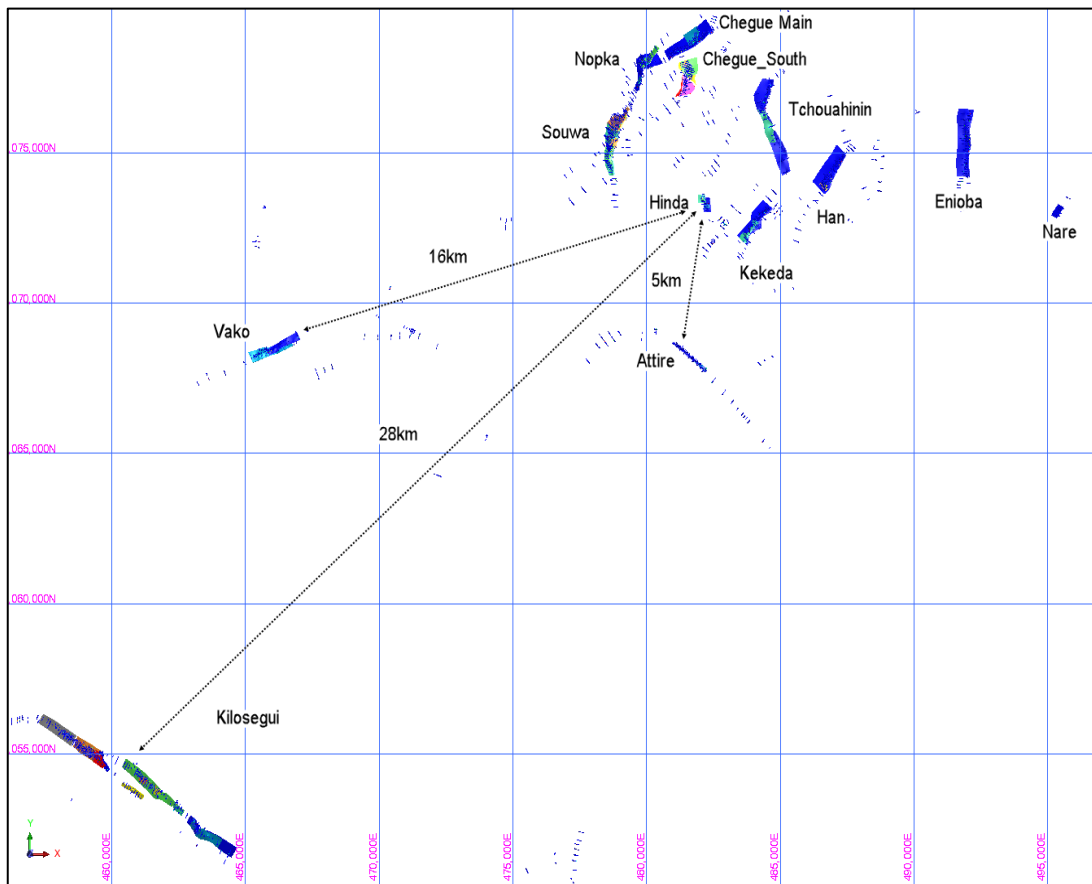 Chegue Main
Nopka
Chegue_South
Tchouahinin
Souwa
075,000N
Hinda
Han
Enioba
Nare
16km
Kekeda
5km
070,000N
Vako
Attire
28km
065,000N
060,000N
Kilosegui
065,000N
Y
X
460,000E
465,000E
470,000E
475,000E
480,000E
485,000E
490,000E
495,000E